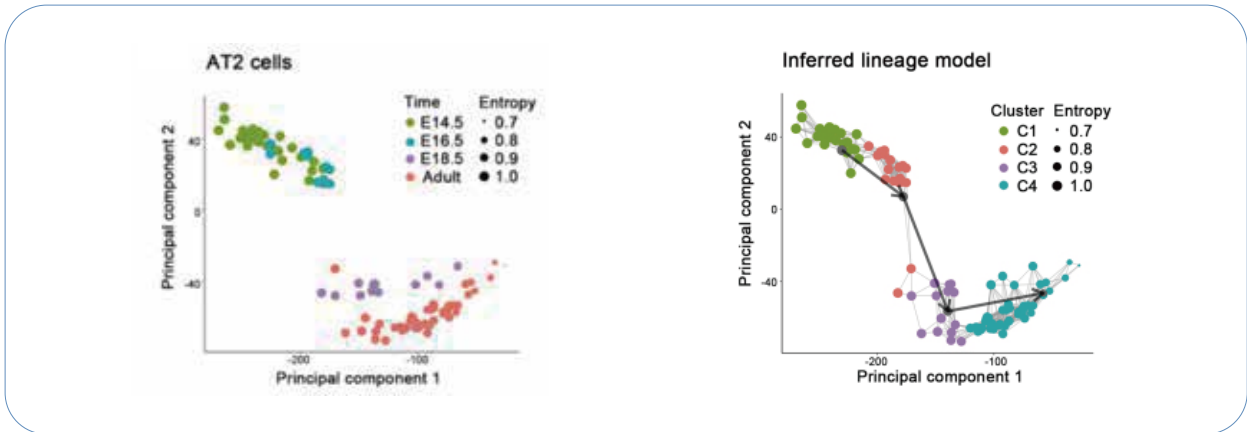 AT2 cells
Time Entropy
E14.5 0.7
E16.5 0.8
E18.5 0.9
Adult 1.0
Principal component 2
40
0
-40
-200 -100
Principal component 1
Inferred lineage model
Cluster Entropy
C1 0.7
C2 0.8
C3 0.9
C4 1.0
Principal component 2
40
0
-40
-200 -100
Principal component 1